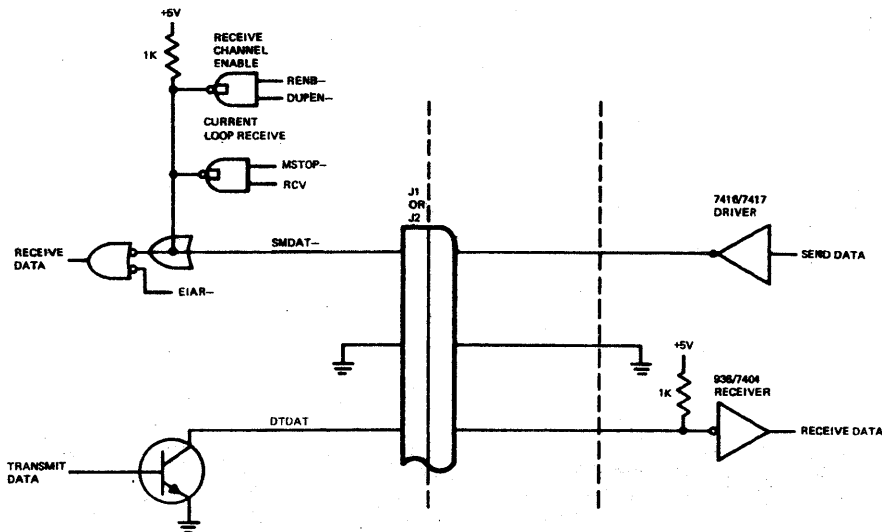 +5V
1K
RECEIVE
CHANNEL
ENABLE
RENB–
DUPEN–
CURRENT
LOOP RECEIVE
MSTOP–
RCV
J1
OR
J2
7416/7417
DRIVER
RECEIVE
DATA
SMDAT–
SEND DATA
EIAR–
+5V
1K
936/7404
RECEIVER
DTDAT
RECEIVE DATA
TRANSMIT
DATA